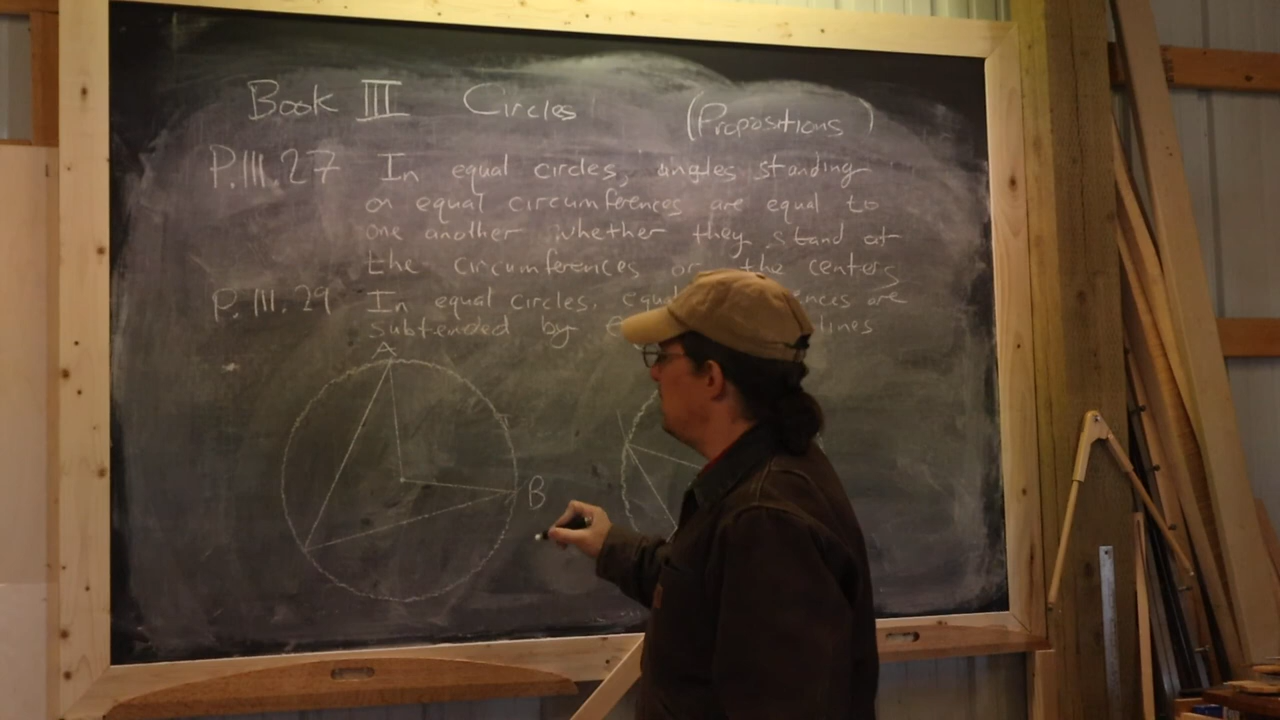 Book III Circles (Propositions)
P.III.27 In equal circles, angles standing
on equal circumferences are equal to
one another whether they stand at
the circumferences or the centers
P.III.29 In equal circles, equal are
subtended by lines
A
B